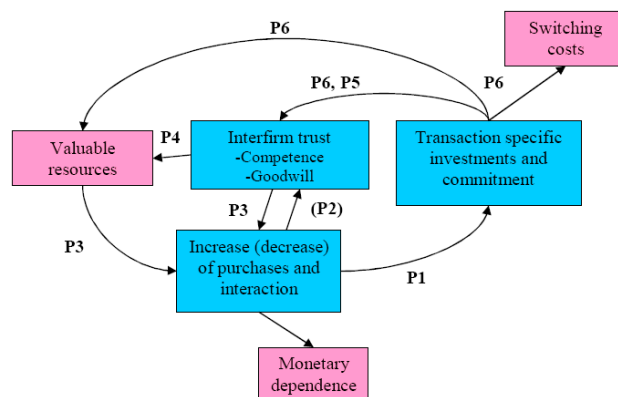 Switching
costs
P6
P6
P6, P5
Valuable
resources
P4
Interfirm trust
-Competence
-Goodwill
Transaction specific
investments and
commitment
P3
P3
(P2)
Increase (decrease)
of purchases and
interaction
P1
Monetary
dependence